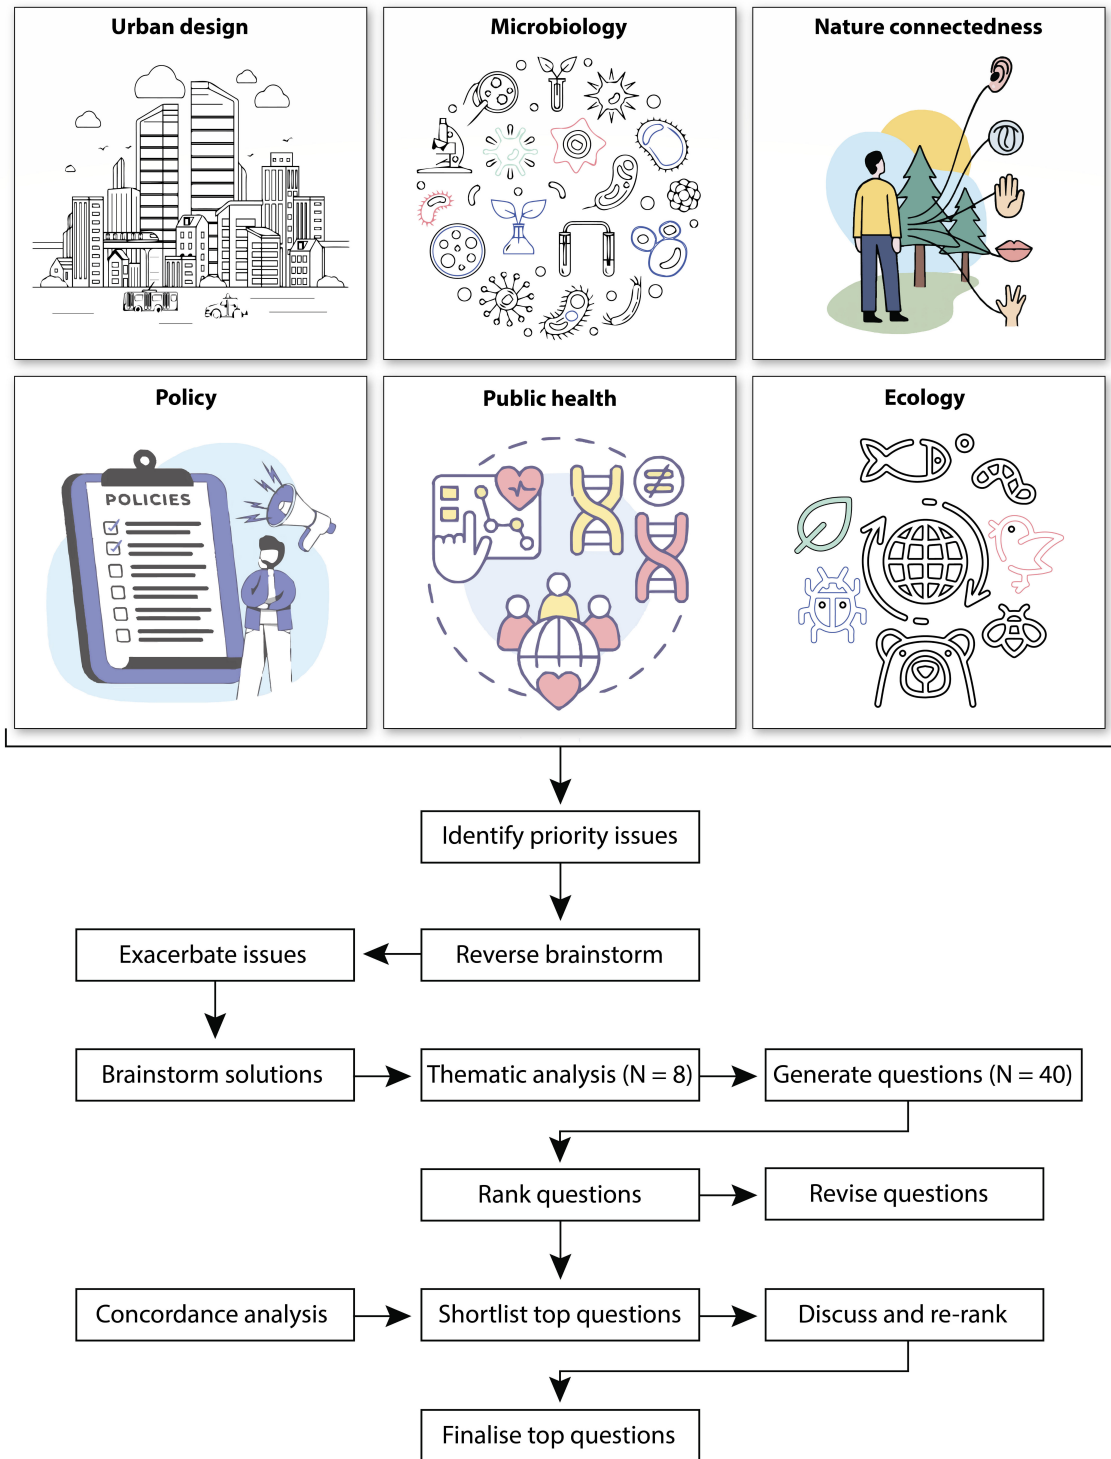 Urban design
Microbiology
Nature connectedness
Policy
POLICIES
Public health
Ecology
Identify priority issues
Exacerbate issues
Reverse brainstorm
Brainstorm solutions
Thematic analysis (N = 8)
Generate questions (N = 40)
Rank questions
Revise questions
Concordance analysis
Shortlist top questions
Discuss and re-rank
Finalise top questions